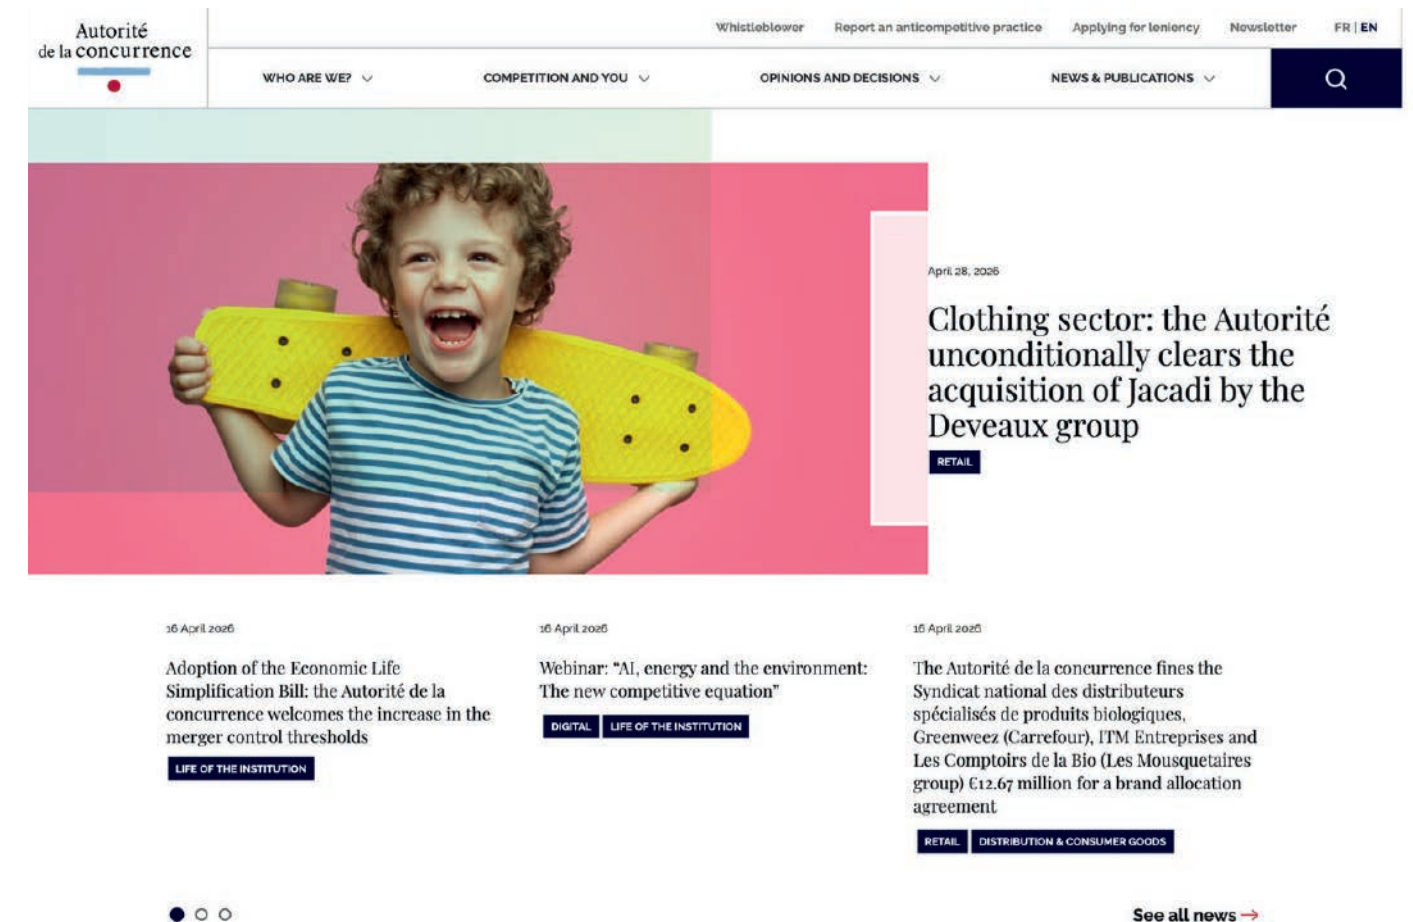 Autorité
de la concurrence
Whistleblower Report an anticompetitive practice Applying for leniency Newsletter FR | EN
WHO ARE WE? COMPETITION AND YOU OPINIONS AND DECISIONS NEWS & PUBLICATIONS
April 28, 2026
Clothing sector: the Autorité
unconditionally clears the
acquisition of Jacadi by the
Deveaux group
RETAIL
16 April 2026
Adoption of the Economic Life
Simplification Bill: the Autorité de la
concurrence welcomes the increase in the
merger control thresholds
LIFE OF THE INSTITUTION
16 April 2026
Webinar: “AI, energy and the environment:
The new competitive equation”
DIGITAL LIFE OF THE INSTITUTION
16 April 2026
The Autorité de la concurrence fines the
Syndicat national des distributeurs
spécialisés de produits biologiques,
Greenweez (Carrefour), ITM Entreprises and
Les Comptoirs de la Bio (Les Mousquetaires
group) €12.67 million for a brand allocation
agreement
RETAIL DISTRIBUTION & CONSUMER GOODS
See all news →